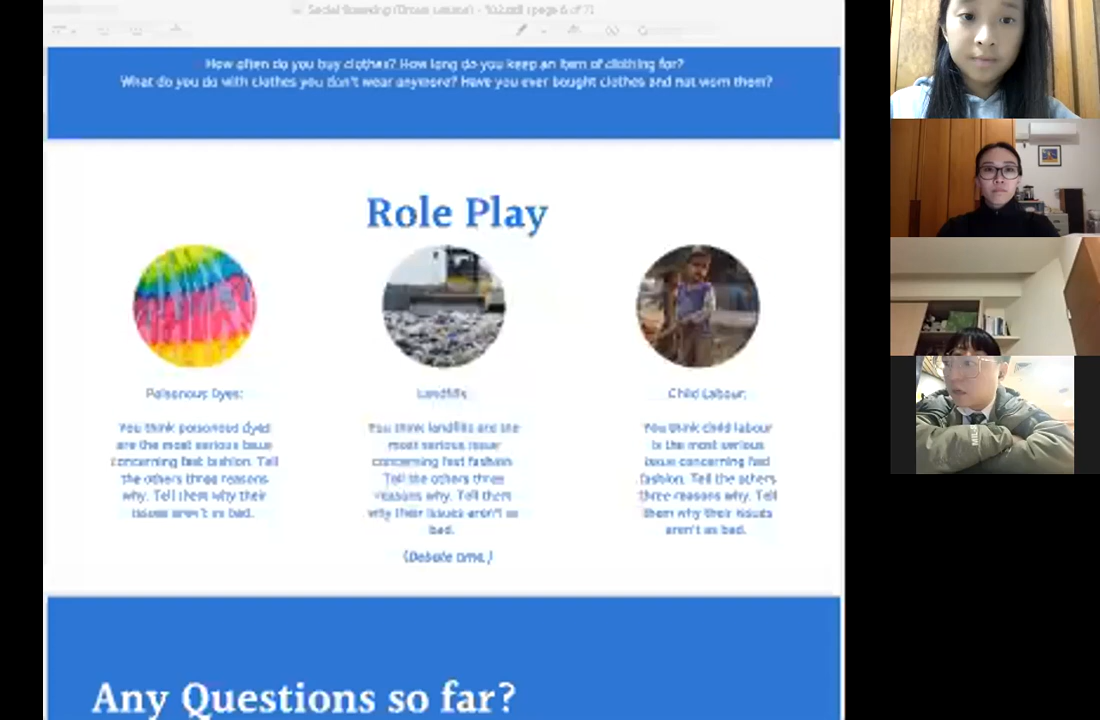 How often do you buy clothes? How long do you keep an item of clothing for?
What do you do with clothes you don't wear anymore? Have you ever bought clothes and not worn them?
Role Play
Poisonous Dyes:
You think poisonous dyed
are the most serious issue
concerning fast fashion. Tell
the others three reasons
why. Tell them why their
issues aren't as bad.
Landfills:
You think landfills are the
most serious issue
concerning fast fashion
Tell the others three
reasons why. Tell them
why their issues aren't as
bad.
Child Labour:
You think child labour
is the most serious
issue concerning fast
fashion. Tell the others
three reasons why. Tell
them why their issues
aren't as bad.
(Debate time.)
Any Questions so far?